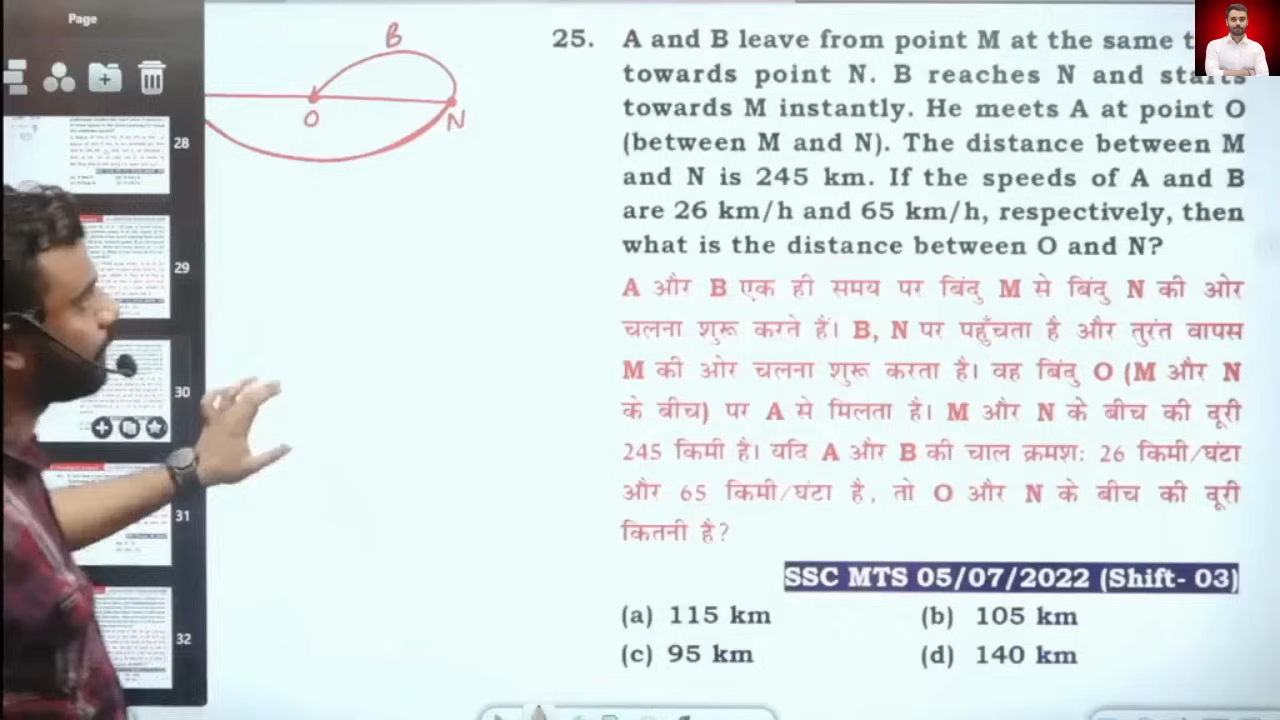 Page
B
O
N
28
29
30
31
32
25. A and B leave from point M at the same t
towards point N. B reaches N and starts
towards M instantly. He meets A at point O
(between M and N). The distance between M
and N is 245 km. If the speeds of A and B
are 26 km/h and 65 km/h, respectively, then
what is the distance between O and N?
A और B एक ही समय पर बिंदु M से बिंदु N की ओर
चलना शुरू करते हैं। B, N पर पहुँचता है और तुरंत वापस
M की ओर चलना शुरू करता है। वह बिंदु O (M और N
के बीच) पर A से मिलता है। M और N के बीच की दूरी
245 किमी है। यदि A और B की चाल क्रमश: 26 किमी/घंटा
और 65 किमी/घंटा है, तो O और N के बीच की दूरी
कितनी है?
SSC MTS 05/07/2022 (Shift- 03)
(a) 115 km (b) 105 km
(c) 95 km (d) 140 km